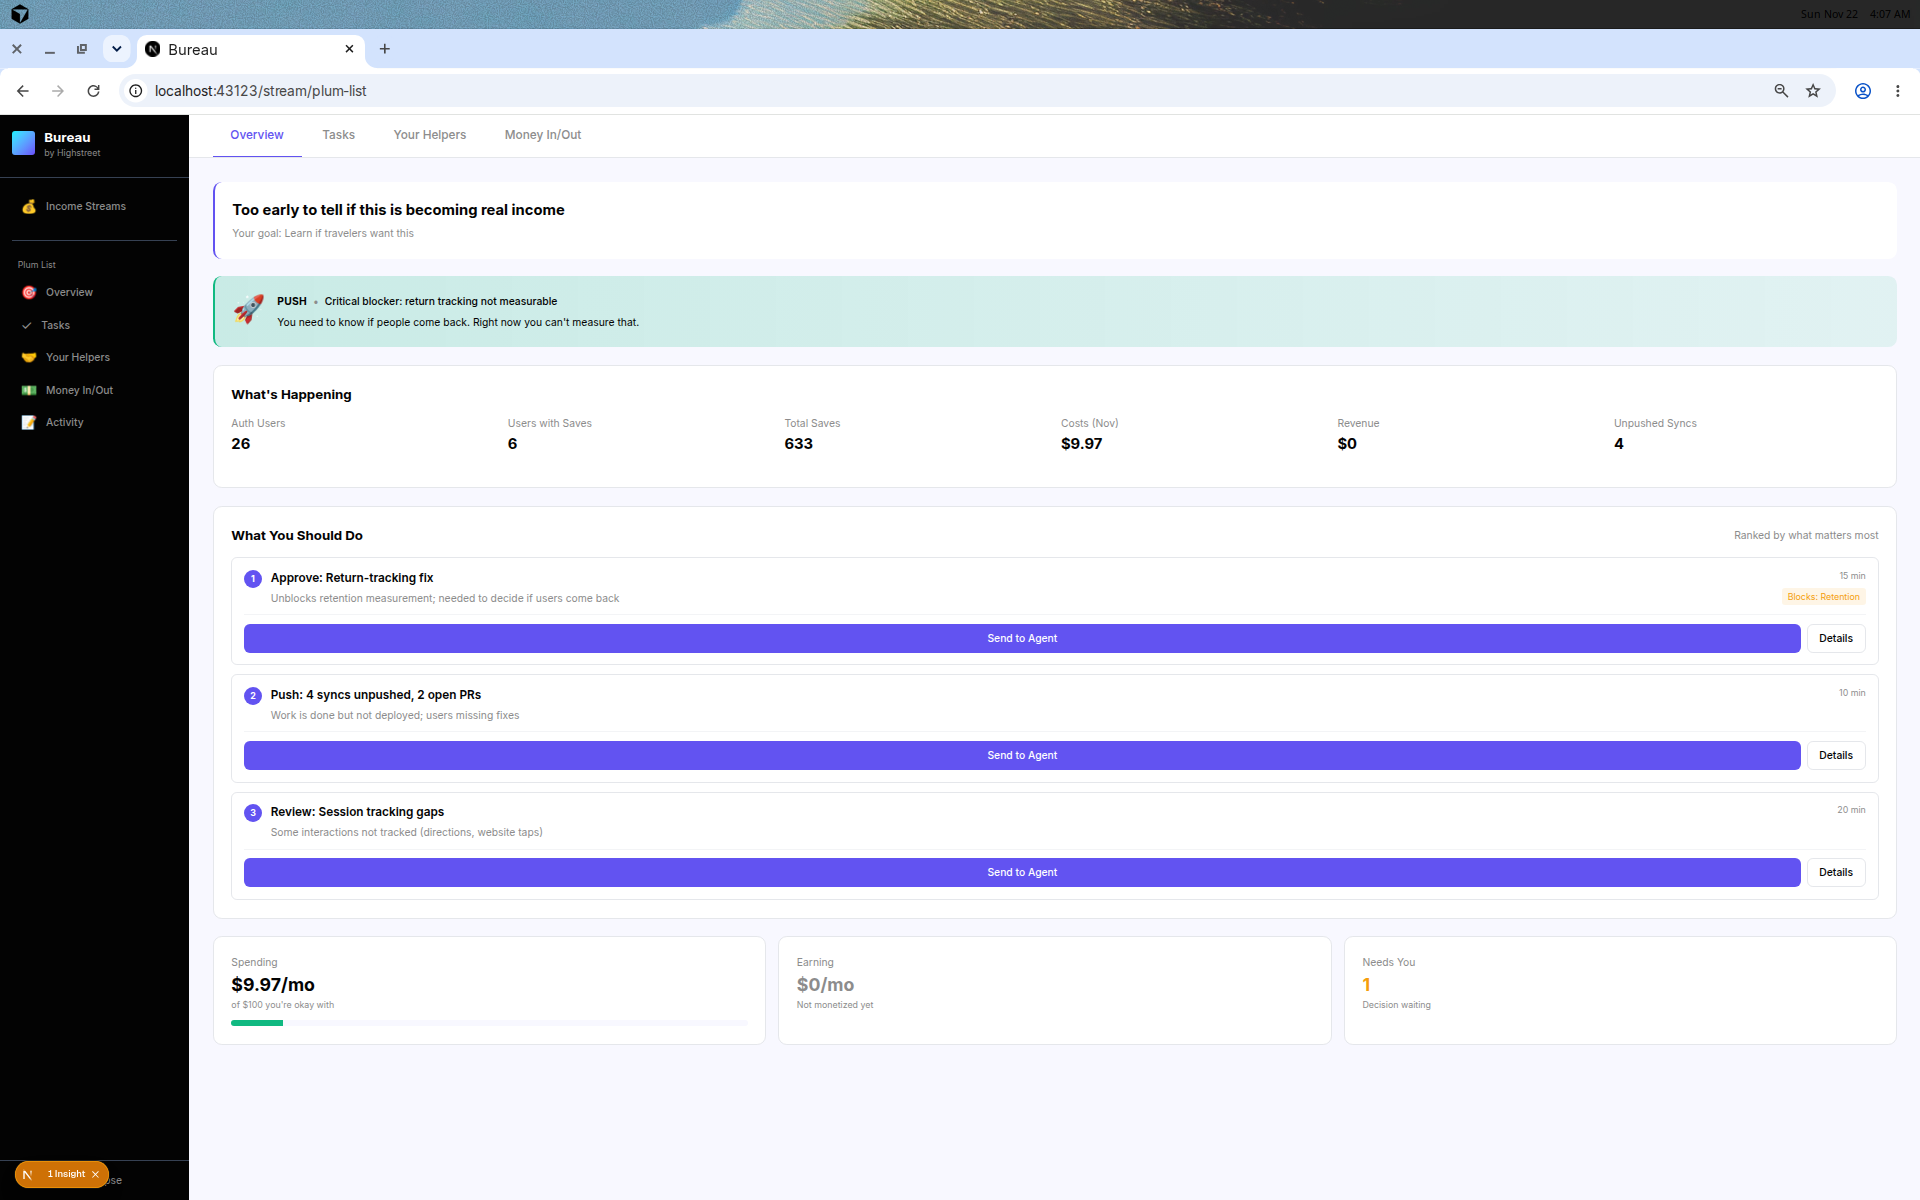 Sun Nov 22 4:07 AM
Bureau
localhost:43123/stream/plum-list
Bureau
by Highstreet
Income Streams
Plum List
Overview
Tasks
Your Helpers
Money In/Out
Activity
1 Insight
Overview Tasks Your Helpers Money In/Out
Too early to tell if this is becoming real income
Your goal: Learn if travelers want this
PUSH • Critical blocker: return tracking not measurable
You need to know if people come back. Right now you can't measure that.
What's Happening
Auth Users Users with Saves Total Saves Costs (Nov) Revenue Unpushed Syncs
26 6 633 $9.97 $0 4
What You Should Do Ranked by what matters most
1 Approve: Return-tracking fix 15 min
Unblocks retention measurement; needed to decide if users come back Blocks: Retention
Send to Agent Details
2 Push: 4 syncs unpushed, 2 open PRs 10 min
Work is done but not deployed; users missing fixes
Send to Agent Details
3 Review: Session tracking gaps 20 min
Some interactions not tracked (directions, website taps)
Send to Agent Details
Spending
$9.97/mo
of $100 you're okay with
Earning
$0/mo
Not monetized yet
Needs You
1
Decision waiting